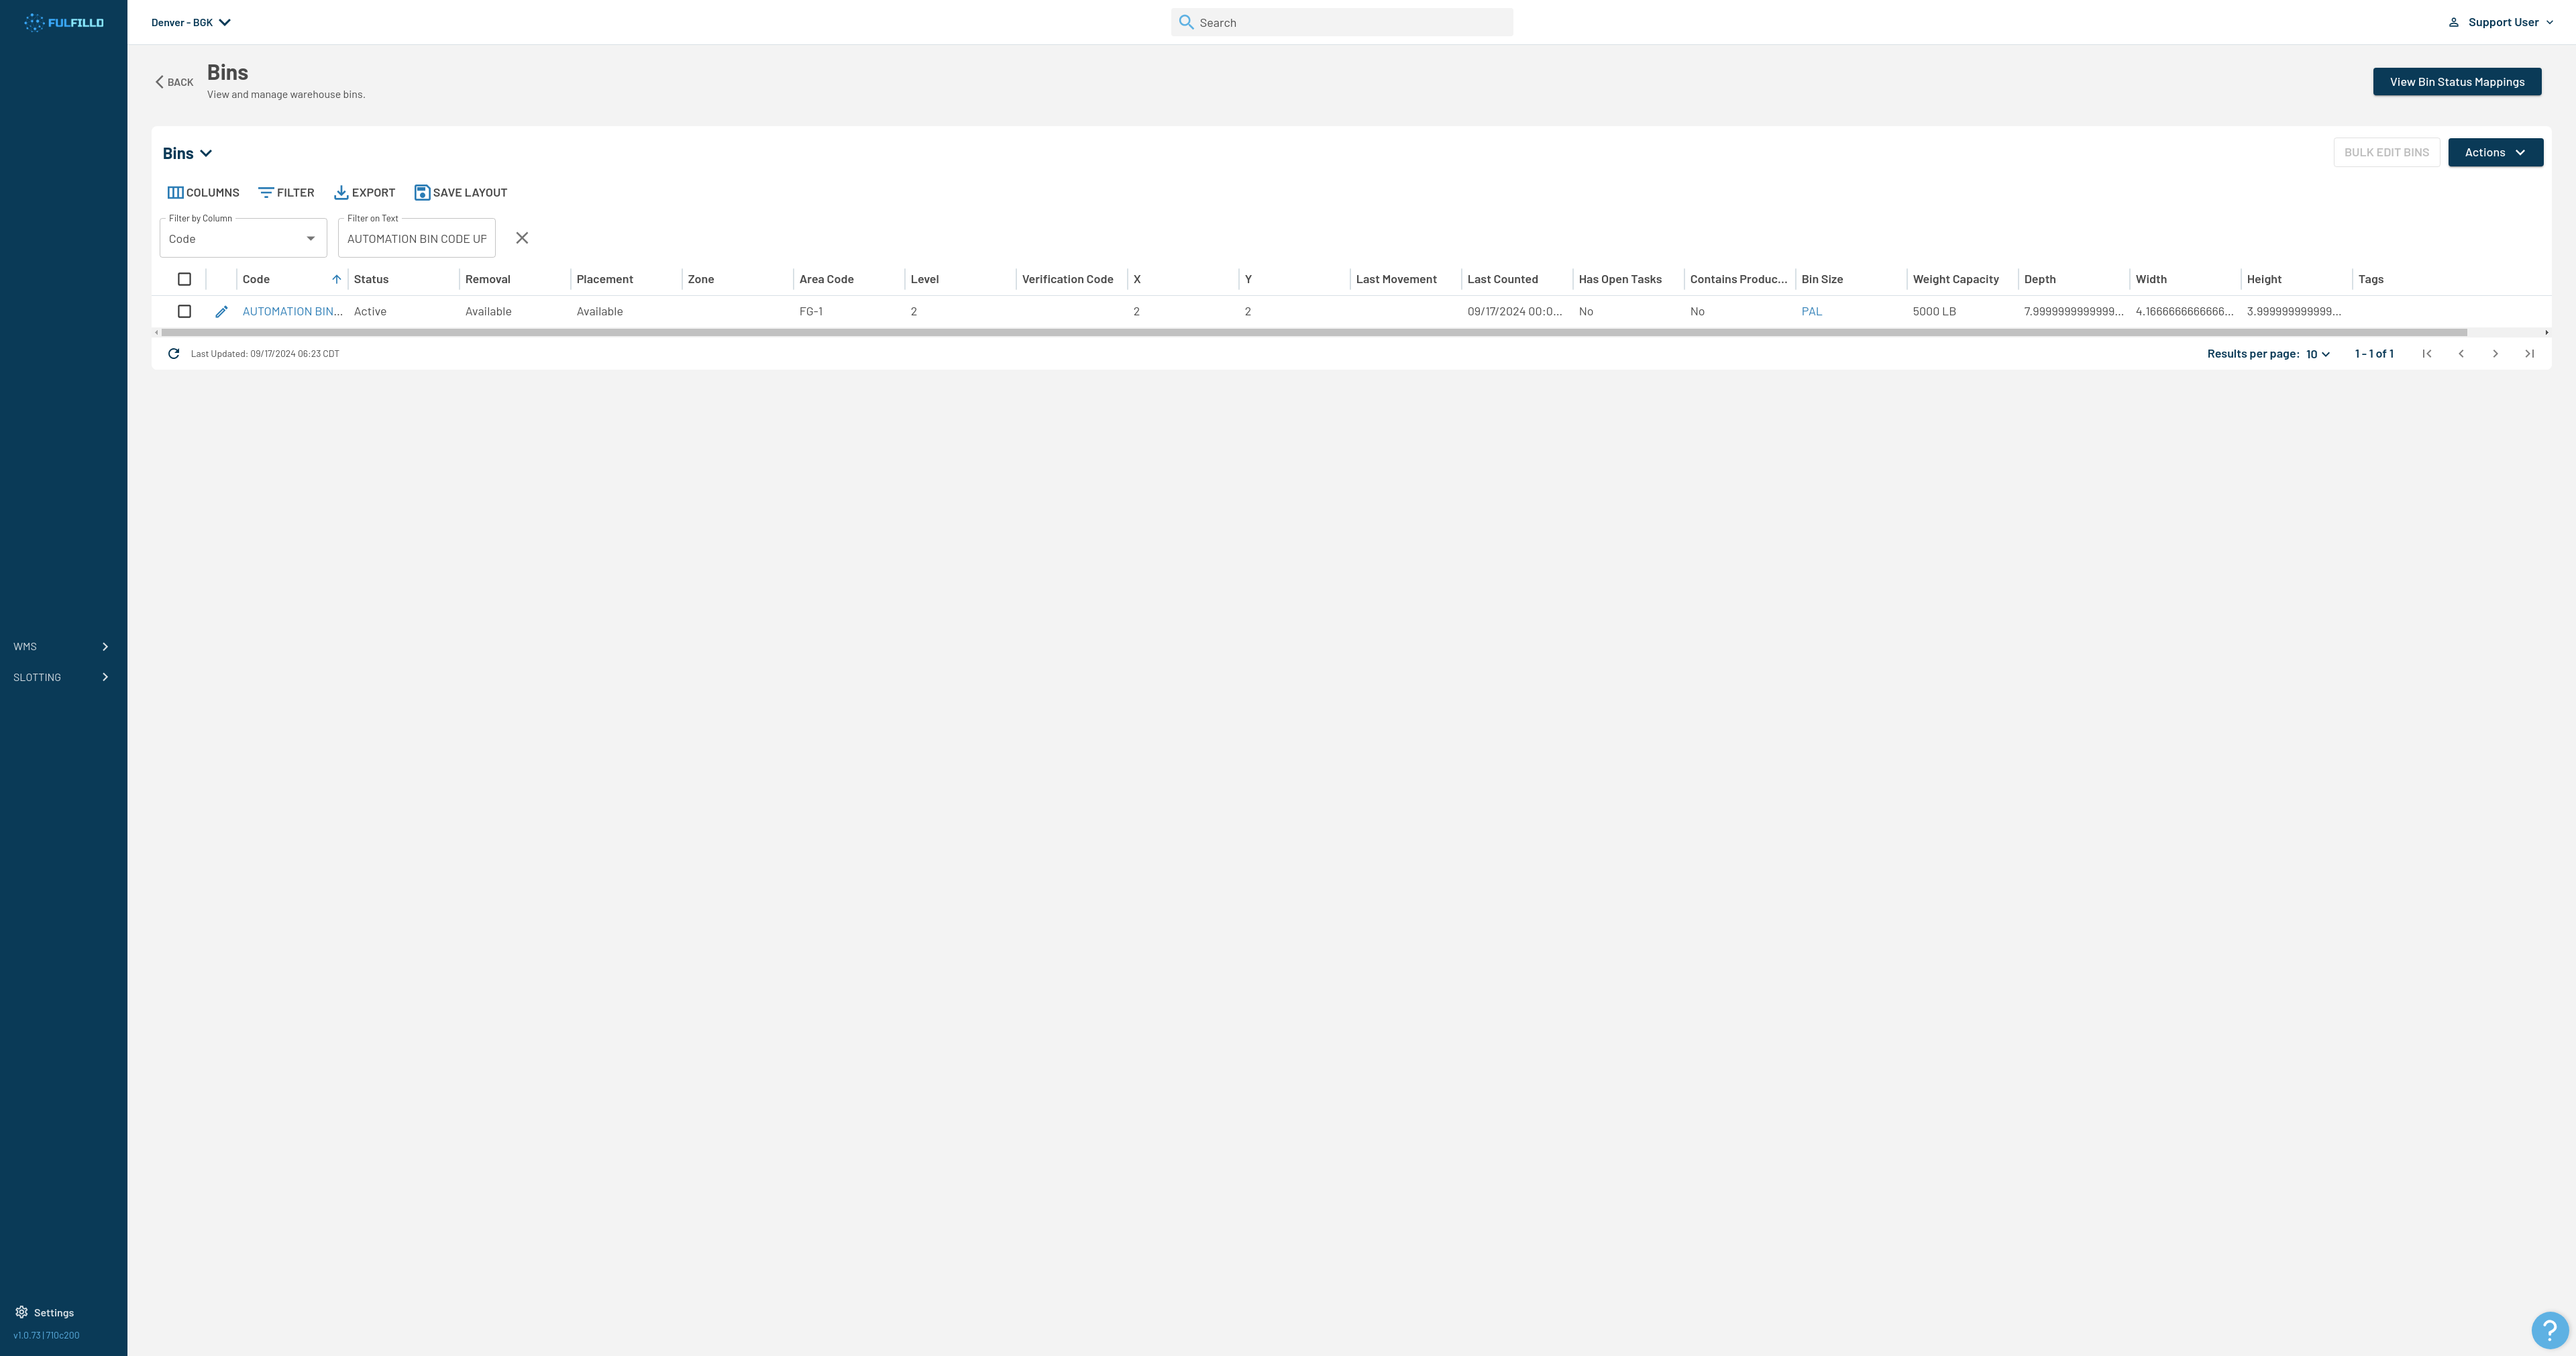 FULFILLD
Denver - BGK
Search
Support User
BACK
Bins
View and manage warehouse bins.
View Bin Status Mappings
Bins
BULK EDIT BINS
Actions
COLUMNS FILTER EXPORT SAVE LAYOUT
Filter by Column
Code
Filter on Text
AUTOMATION BIN CODE UP
Code Status Removal Placement Zone Area Code Level Verification Code X Y Last Movement Last Counted Has Open Tasks Contains Produc... Bin Size Weight Capacity Depth Width Height Tags
AUTOMATION BIN... Active Available Available FG-1 2 2 2 09/17/2024 00:0... No No PAL 5000 LB 7.9999999999999... 4.1666666666666... 3.999999999999...
Last Updated: 09/17/2024 06:23 CDT
Results per page: 10
1 - 1 of 1
WMS
SLOTTING
Settings
v1.0.73 | 710c200
?